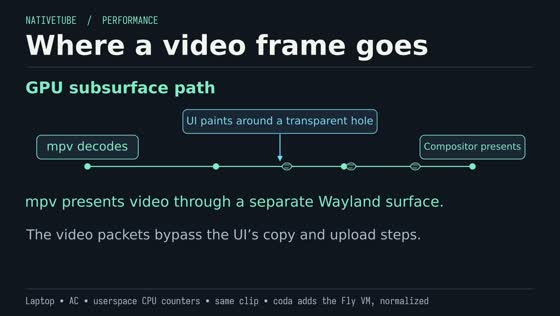 NATIVETUBE / PERFORMANCE
Where a video frame goes
GPU subsurface path
UI paints around a transparent hole
mpv decodes
Compositor presents
mpv presents video through a separate Wayland surface.
The video packets bypass the UI’s copy and upload steps.
Laptop • AC • userspace CPU counters • same clip • coda adds the Fly VM, normalized